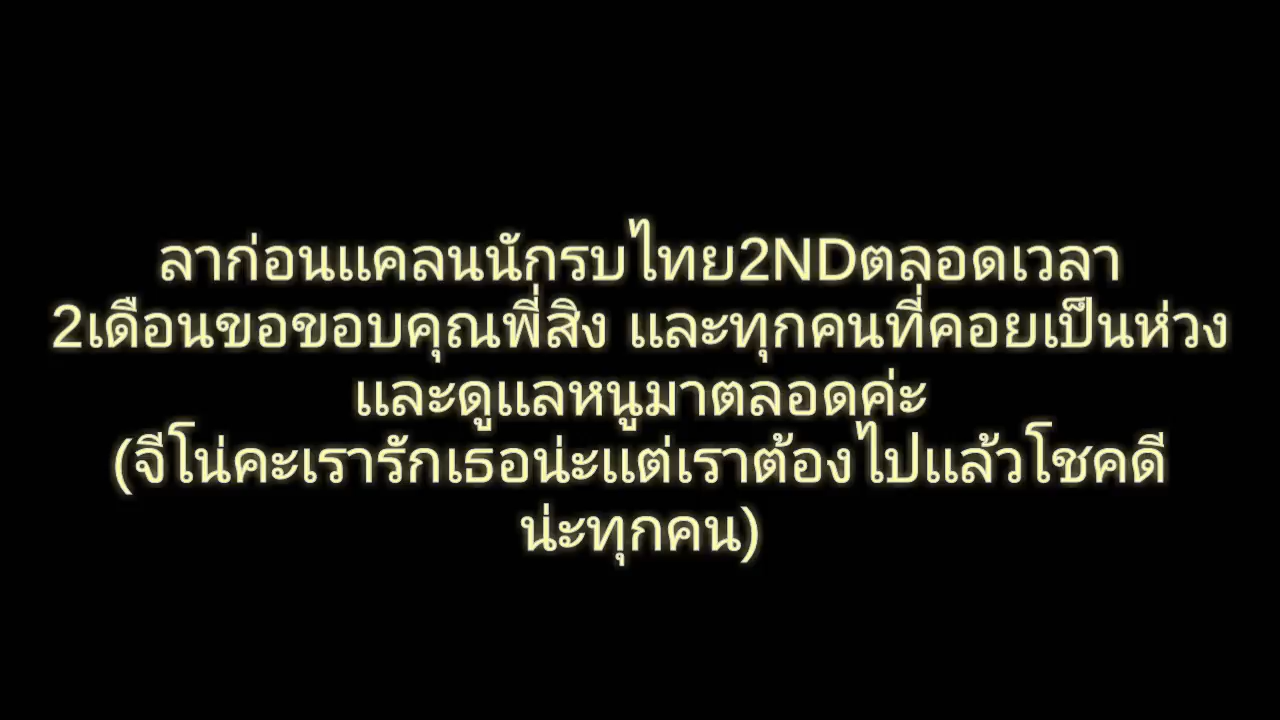 ลาก่อนแคลนนักรบไทย2NDตลอดเวลา
2เดือนขอขอบคุณพี่สิง และทุกคนที่คอยเป็นห่วง
และดูแลหนูมาตลอดค่ะ
(จีโน่คะเรารักเธอน่ะแต่เราต้องไปแล้วโชคดี
น่ะทุกคน)